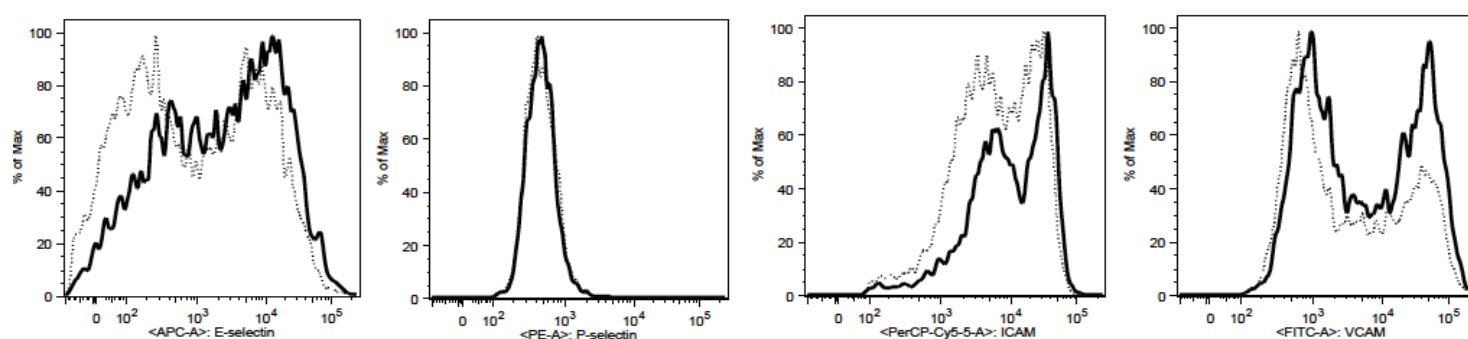 % of Max
100
80
60
40
20
0
0 10² 10³ 10⁴ 10⁵
<APC-A>: E-selectin
% of Max
100
80
60
40
20
0
10² 10³ 10⁴ 10⁵
<PE-A>: P-selectin
% of Max
100
80
60
40
20
0
0 10² 10³ 10⁴ 10⁵
<PerCP-Cy5-5-A>: ICAM
% of Max
100
80
60
40
20
0
0 10² 10³ 10⁴ 10⁵
<FITC-A>: VCAM